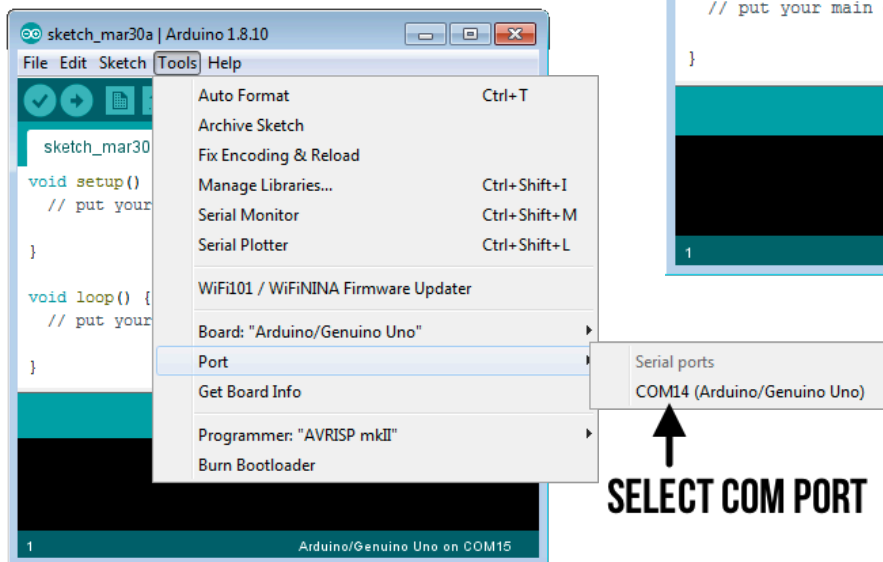 sketch_mar30a | Arduino 1.8.10
File Edit Sketch Tools Help
sketch_mar30
void setup()
// put your
}
void loop() {
// put your
}
1
Arduino/Genuino Uno on COM15
Auto Format Ctrl+T
Archive Sketch
Fix Encoding & Reload
Manage Libraries... Ctrl+Shift+I
Serial Monitor Ctrl+Shift+M
Serial Plotter Ctrl+Shift+L
WiFi101 / WiFiNINA Firmware Updater
Board: "Arduino/Genuino Uno"
Port
Get Board Info
Programmer: "AVRISP mkII"
Burn Bootloader
Serial ports
COM14 (Arduino/Genuino Uno)
SELECT COM PORT
// put your main
}
1